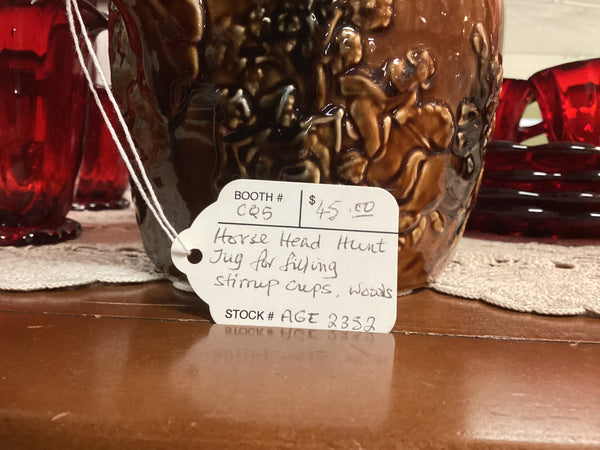 BOOTH # $ 45.00
CQ5
Horse Head Hunt
Jug for filling
stirrup cups. Woods
STOCK # AGE 2352